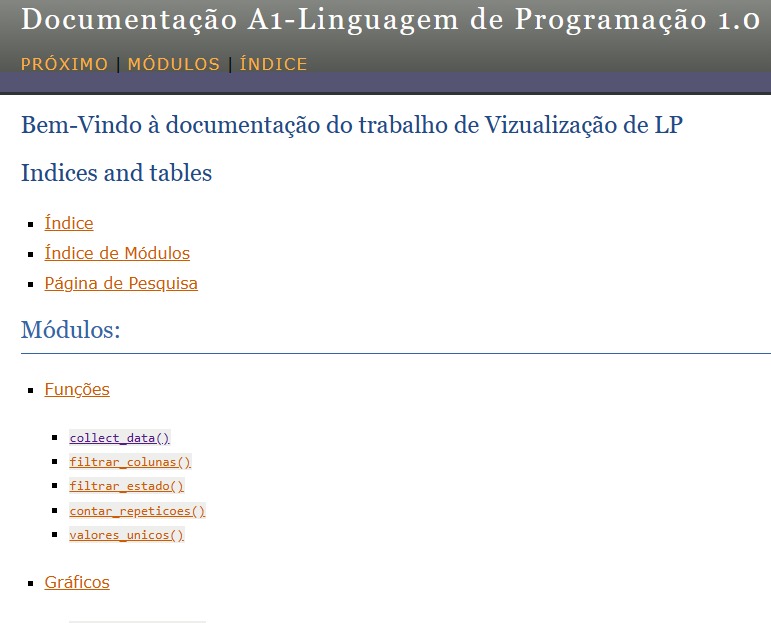 Documentação A1-Linguagem de Programação 1.0
PRÓXIMO | MÓDULOS | ÍNDICE
Bem-Vindo à documentação do trabalho de Vizualização de LP
Indices and tables
Índice
Índice de Módulos
Página de Pesquisa
Módulos:
Funções
collect_data()
filtrar_colunas()
filtrar_estado()
contar_repeticoes()
valores_unicos()
Gráficos